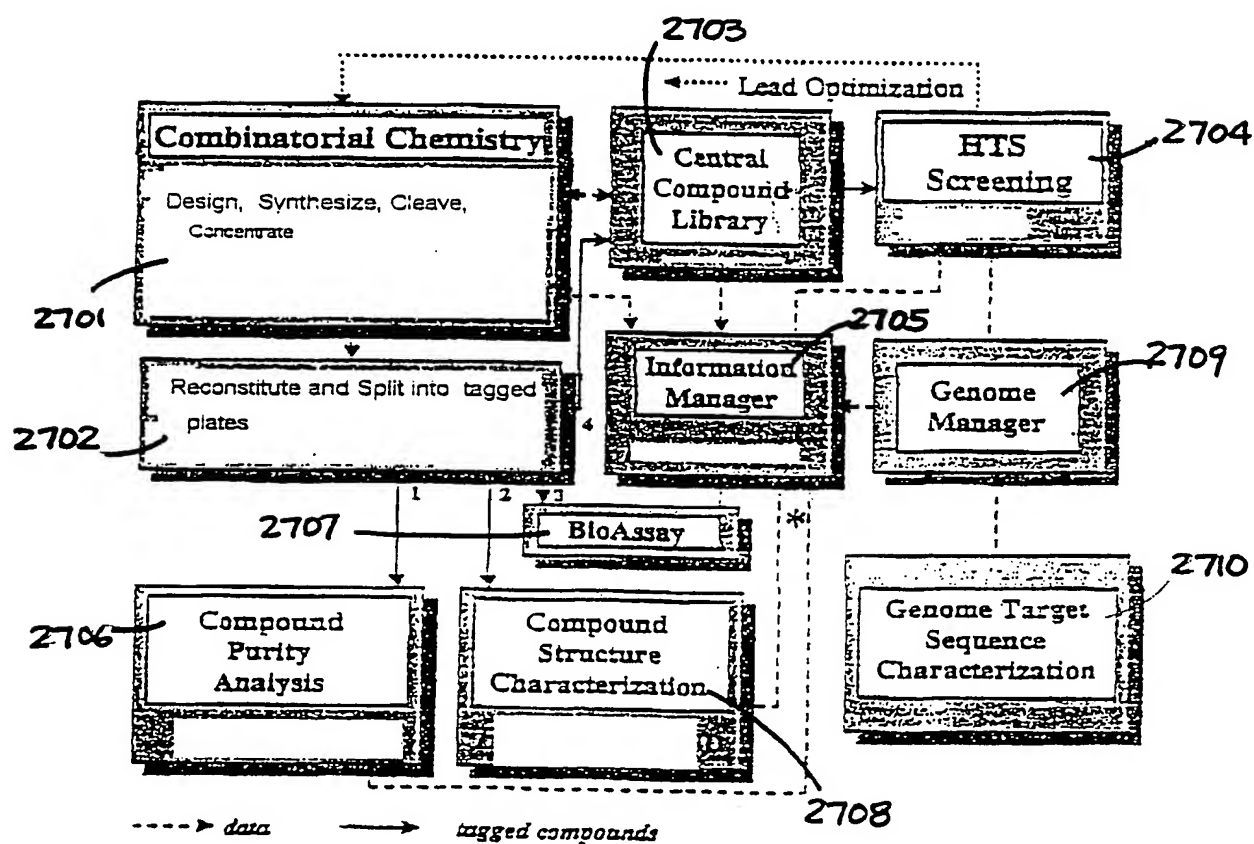 2703
Lead Optimization
Combinatorial Chemistry
Design, Synthesize, Cleave,
Concentrate
2701
Central
Compound
Library
HTS
Screening
2704
Reconstitute and Split into tagged
plates
2702
4
1
2
3
2705
Information
Manager
2709
Genome
Manager
2707
BioAssay
*
2706
Compound
Purity
Analysis
Compound
Structure
Characterization
2708
2710
Genome Target
Sequence
Characterization
data
tagged compounds